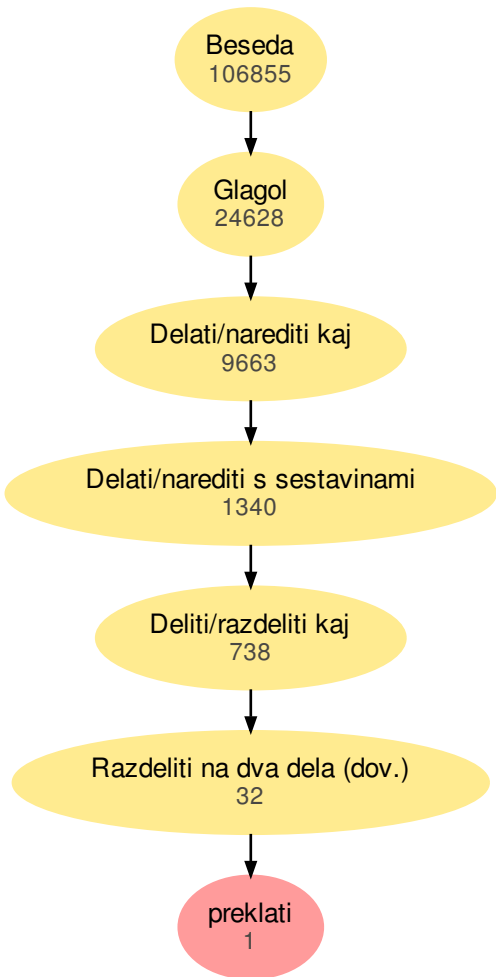 Beseda
106855
Glagol
24628
Delati/narediti kaj
9663
Delati/narediti s sestavinami
1340
Deliti/razdeliti kaj
738
Razdeliti na dva dela (dov.)
32
preklati
1